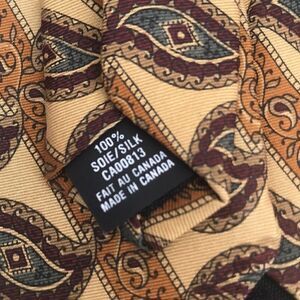 100%
SOIE/SILK
CA00813
FAIT AU CANADA
MADE IN CANADA